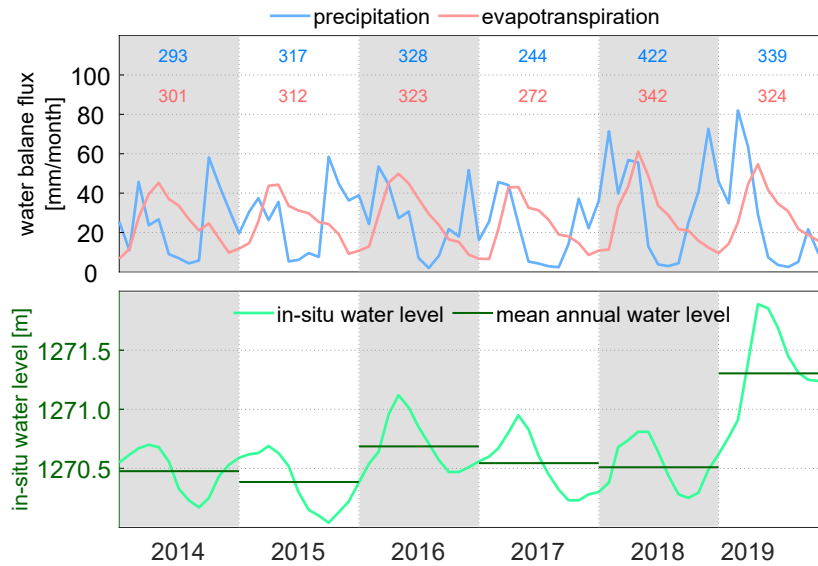 precipitation evapotranspiration
293 317 328 244 422 339
301 312 323 272 342 324
water balane flux
[mm/month]
100
80
60
40
20
0
in-situ water level mean annual water level
in-situ water level [m]
1271.5
1271.0
1270.5
2014 2015 2016 2017 2018 2019